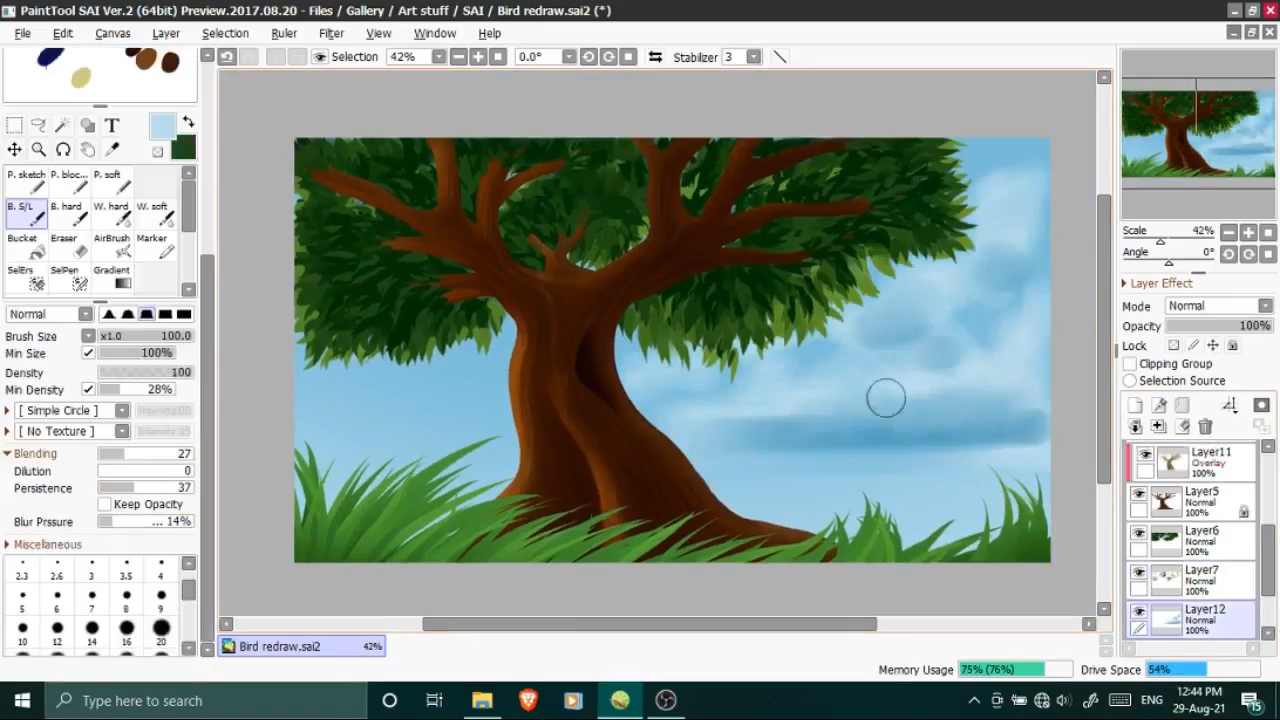 PaintTool SAI Ver.2 (64bit) Preview.2017.08.20 - Files / Gallery / Art stuff / SAI / Bird redraw.sai2 (*)
File Edit Canvas Layer Selection Ruler Filter View Window Help
Selection 42% 0.0° Stabilizer 3
T
P. sketch P. bloc... P. soft
B. S/L B. hard W. hard W. soft
Bucket Eraser AirBrush Marker
SelErs SelPen Gradient
Normal
Brush Size x1.0 100.0
Min Size 100%
Density 100
Min Density 28%
[ Simple Circle ]
[ No Texture ]
Blending 27
Dilution 0
Persistence 37
Keep Opacity
Blur Prssure ... 14%
Miscellaneous
2.3 2.6 3 3.5 4
5 6 7 8 9
10 12 14 16 20
Scale 42%
Angle 0°
Layer Effect
Mode Normal
Opacity 100%
Lock
Clipping Group
Selection Source
Layer11
Overlay
100%
Layer5
Normal
100%
Layer6
Normal
100%
Layer7
Normal
100%
Layer12
Normal
100%
Bird redraw.sai2 42%
Memory Usage 75% (76%) Drive Space 54%
Type here to search
ENG
12:44 PM
29-Aug-21
15